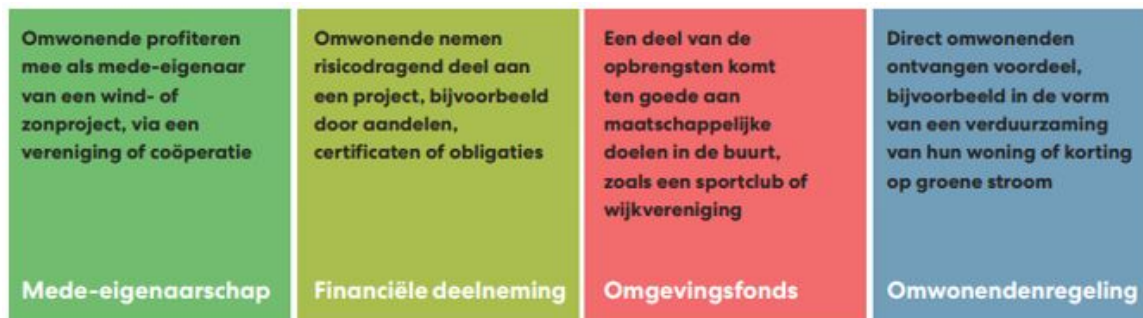 Omwonende profiteren
mee als mede-eigenaar
van een wind- of
zonproject, via een
vereniging of coöperatie
Mede-eigenaarschap
Omwonende nemen
risicodragend deel aan
een project, bijvoorbeeld
door aandelen,
certificaten of obligaties
Financiële deelneming
Een deel van de
opbrengsten komt
ten goede aan
maatschappelijke
doelen in de buurt,
zoals een sportclub of
wijkvereniging
Omgevingsfonds
Direct omwonenden
ontvangen voordeel,
bijvoorbeeld in de vorm
van een verduurzaming
van hun woning of korting
op groene stroom
Omwonendenregeling